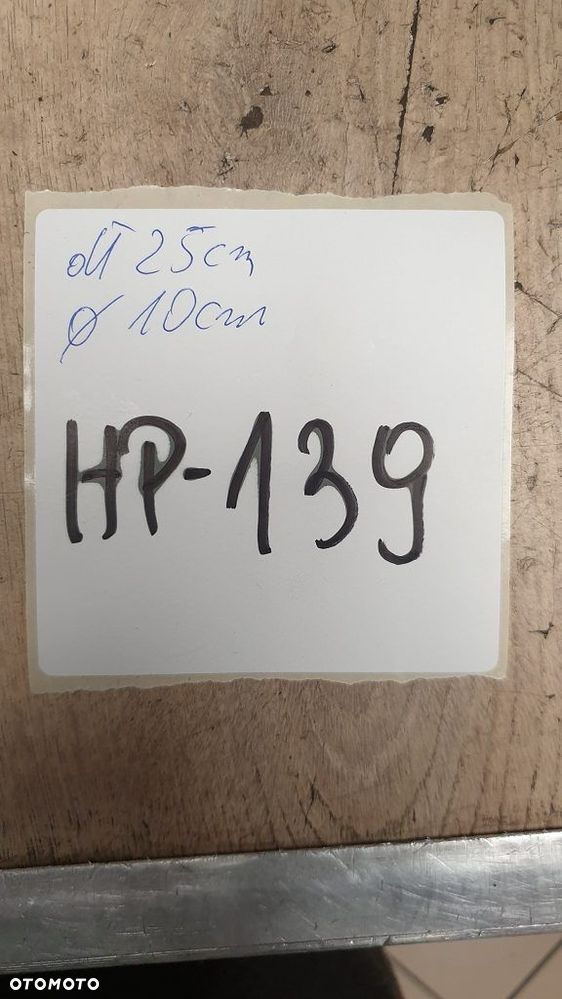 dł 25cm
Ø 10cm
HP-139
OTOMOTO